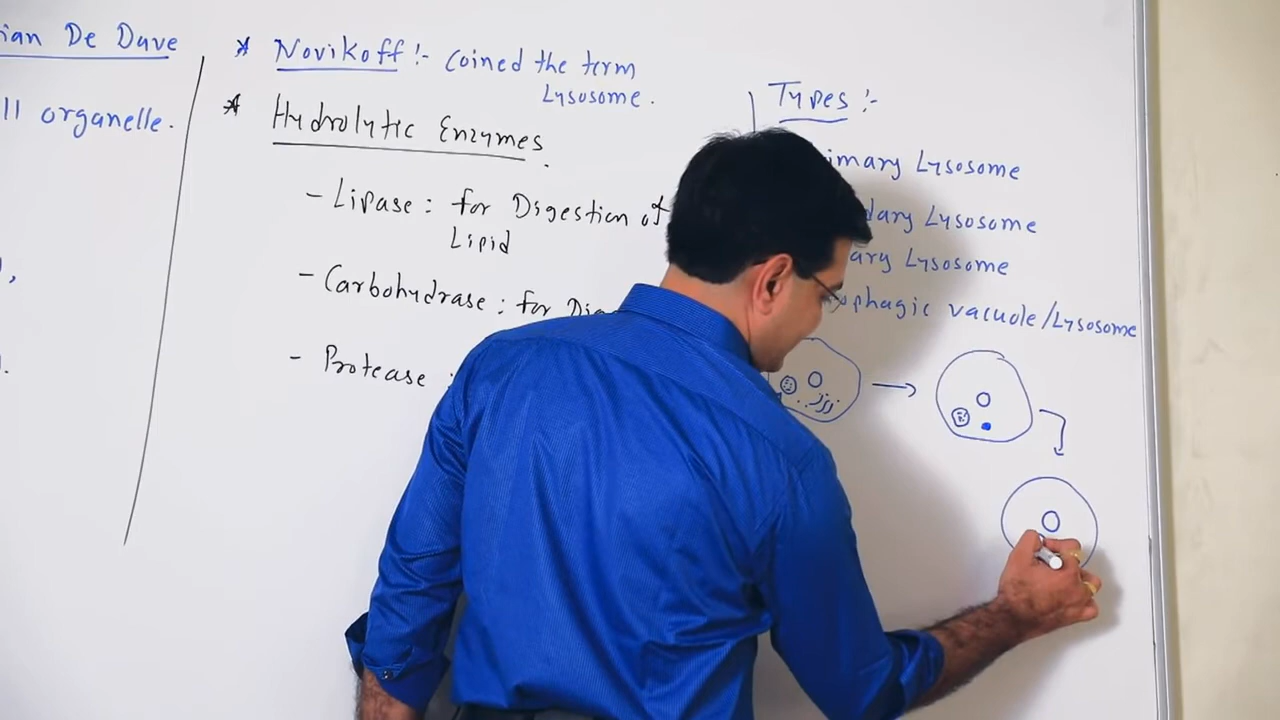 ian De Duve
ll organelle.
* Novikoff :- Coined the term
Lysosome.
* Hydrolytic Enzymes
- Lipase : for Digestion of
Lipid
- Carbohydrase : for Dig
- Protease :
Types :-
imary Lysosome
dary Lysosome
ary Lysosome
ophagic vacuole/Lysosome